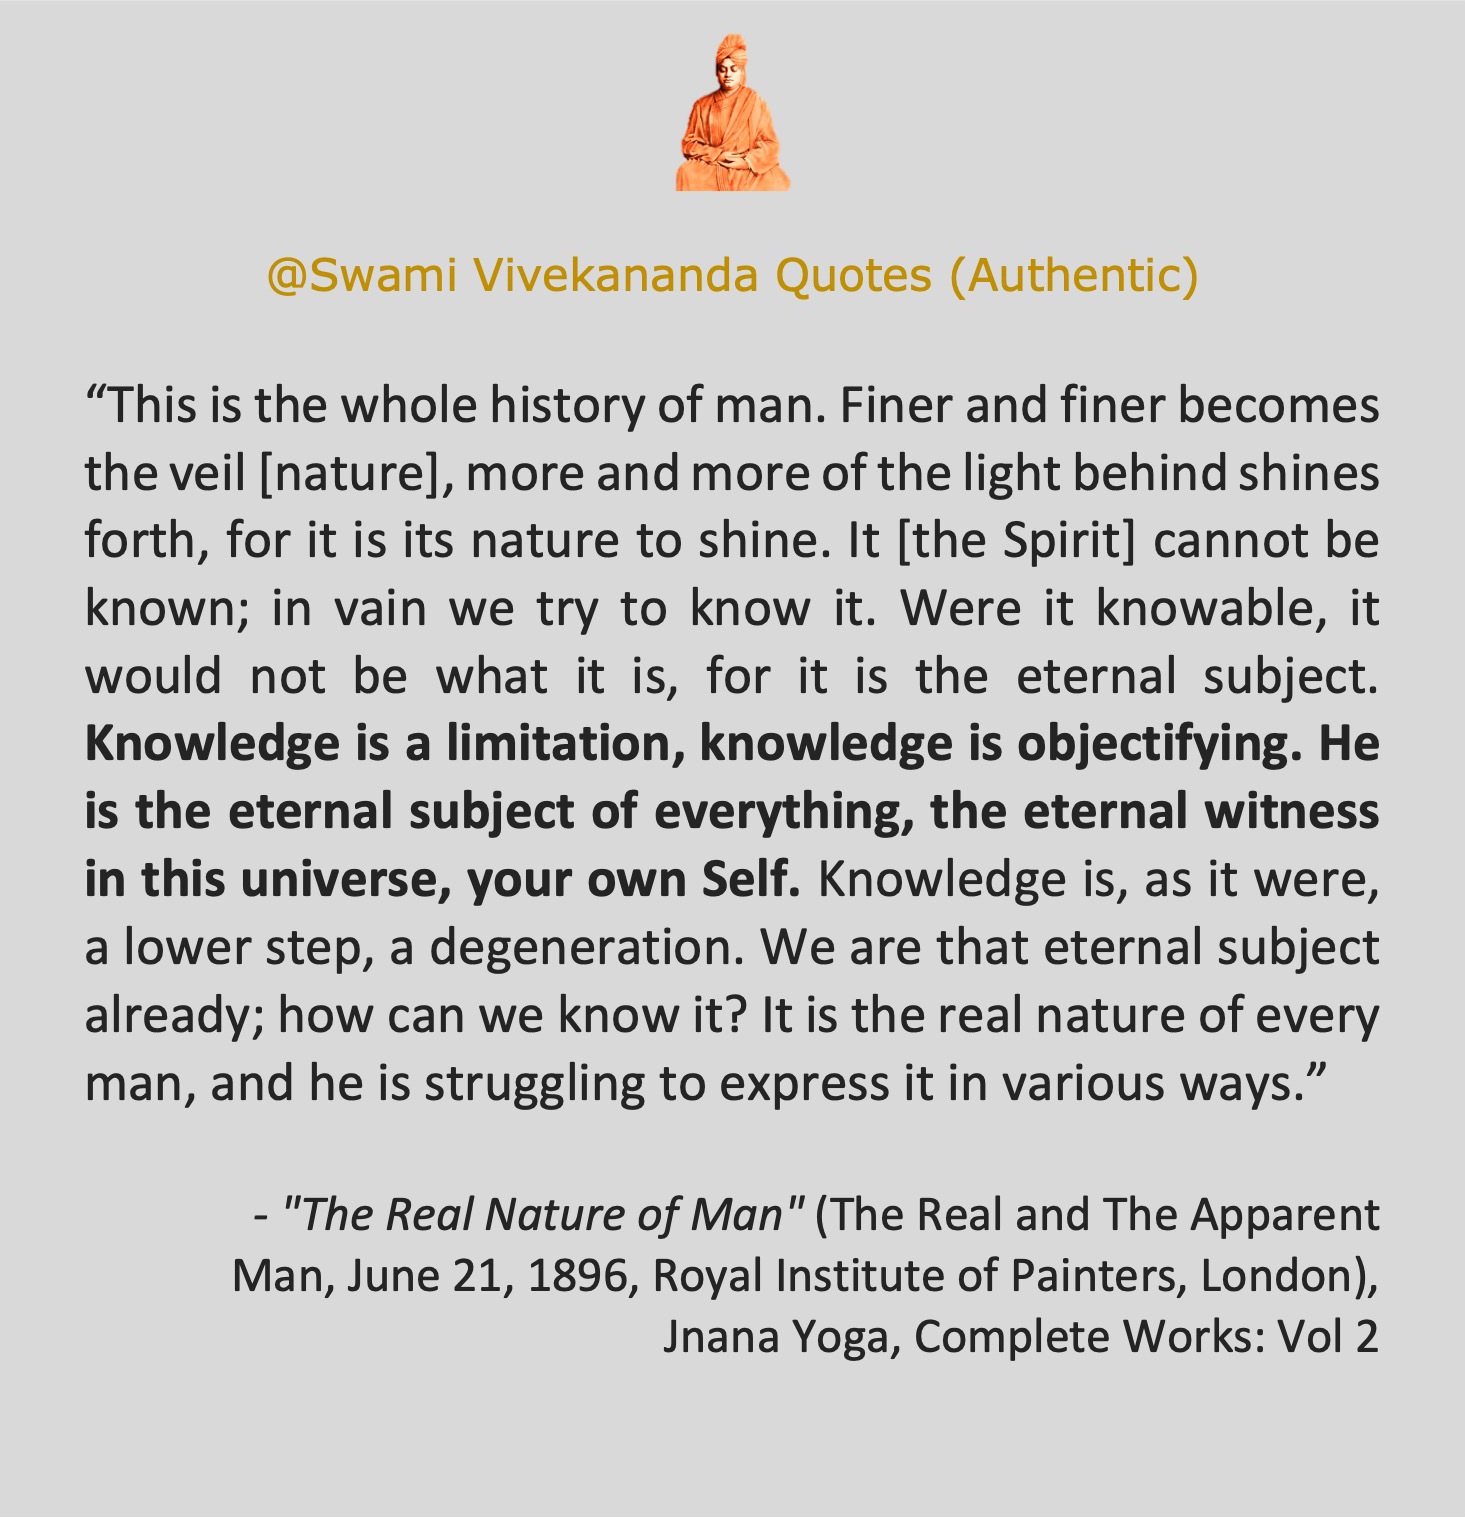 @Swami Vivekananda Quotes (Authentic)
“This is the whole history of man. Finer and finer becomes
the veil [nature], more and more of the light behind shines
forth, for it is its nature to shine. It [the Spirit] cannot be
known; in vain we try to know it. Were it knowable, it
would not be what it is, for it is the eternal subject.
Knowledge is a limitation, knowledge is objectifying. He
is the eternal subject of everything, the eternal witness
in this universe, your own Self. Knowledge is, as it were,
a lower step, a degeneration. We are that eternal subject
already; how can we know it? It is the real nature of every
man, and he is struggling to express it in various ways.”
- "The Real Nature of Man" (The Real and The Apparent
Man, June 21, 1896, Royal Institute of Painters, London),
Jnana Yoga, Complete Works: Vol 2